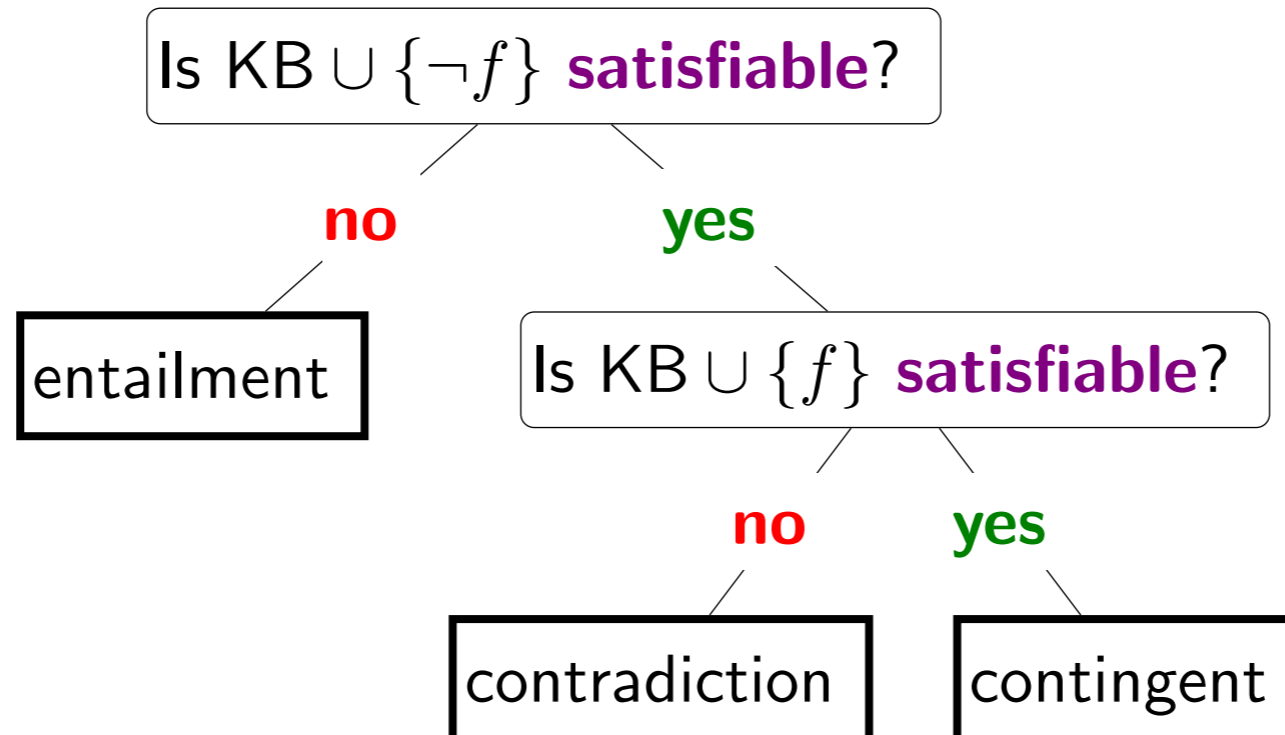 Is KB ∪ {¬f} satisfiable?
no
yes
entailment
Is KB ∪ {f} satisfiable?
no
yes
contradiction
contingent